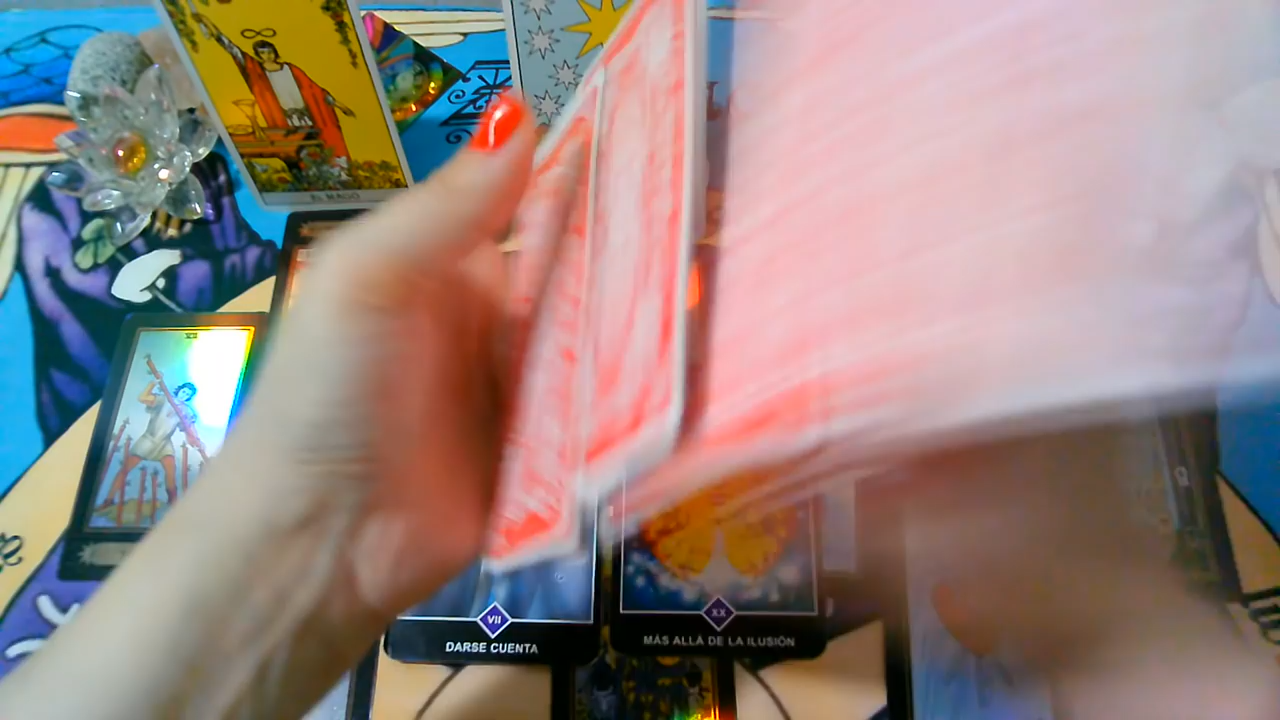 EL MAGO
VII
DARSE CUENTA
XX
MÁS ALLÁ DE LA ILUSIÓN